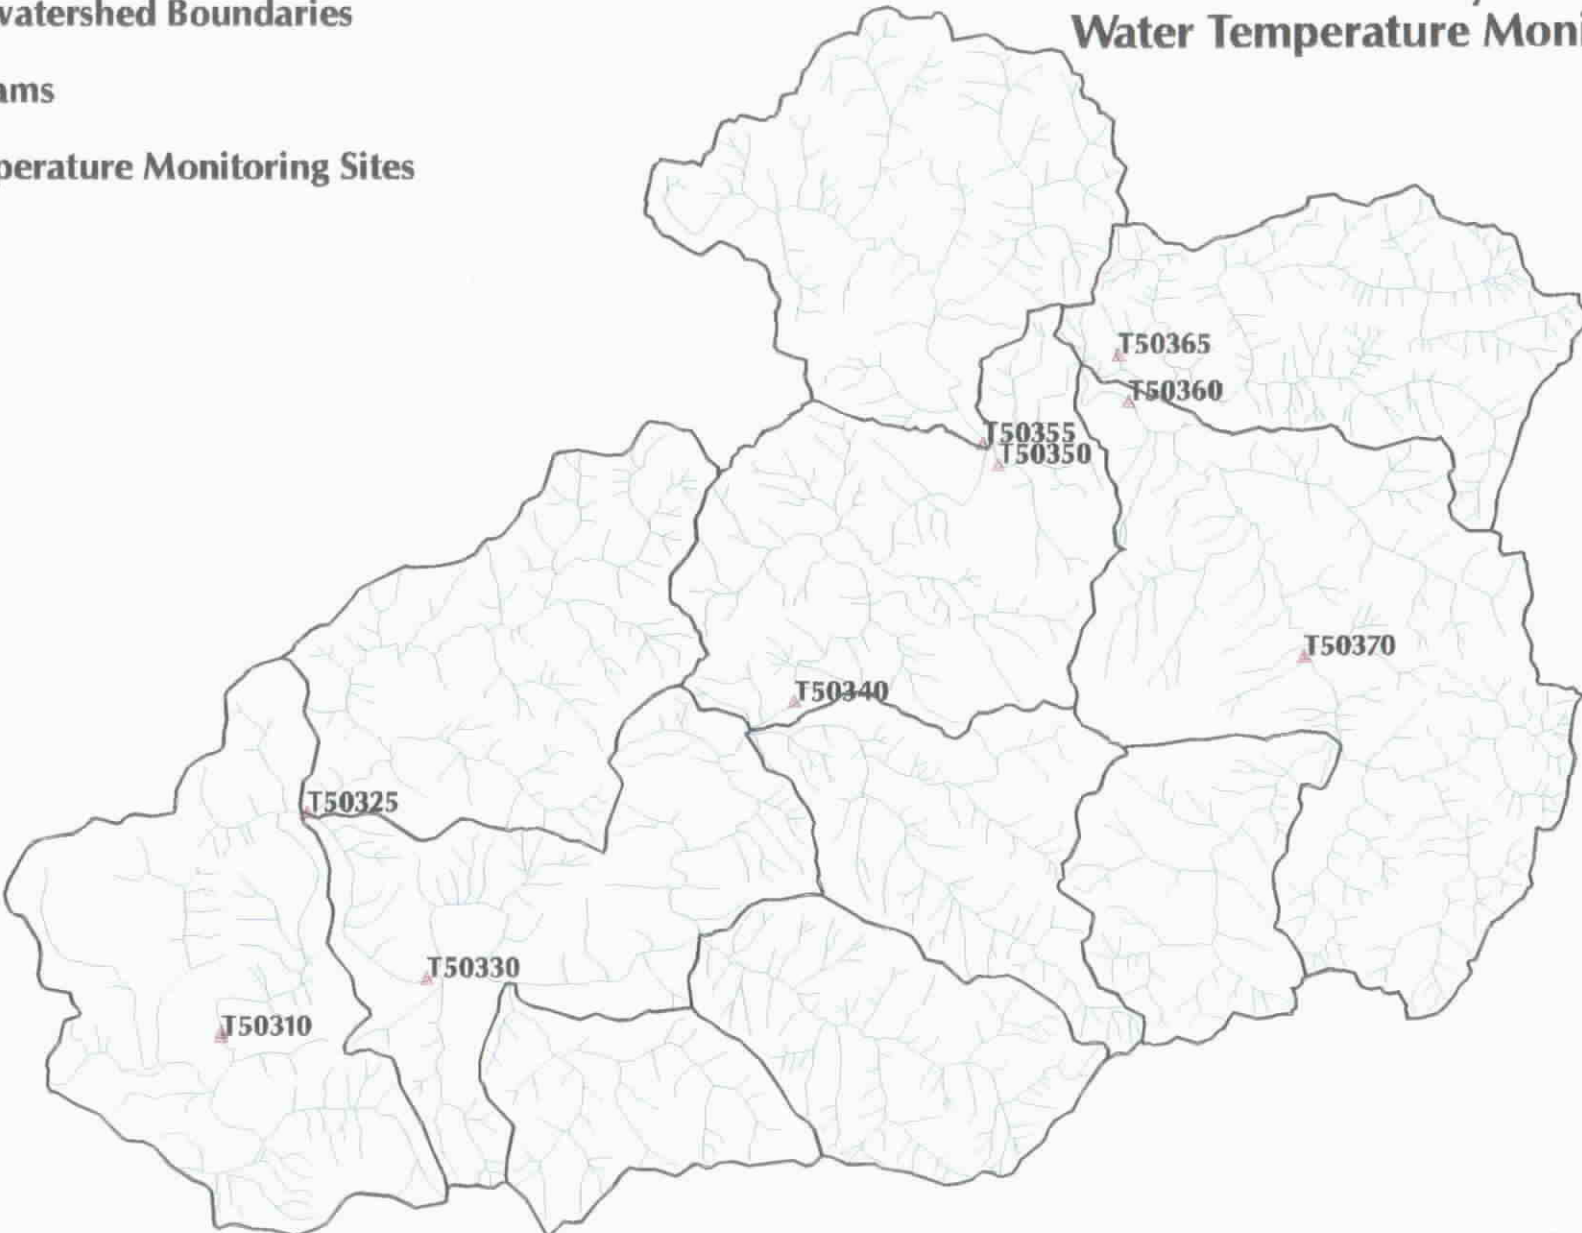 watershed Boundaries
Water Temperature Moni
ams
perature Monitoring Sites
T50365
T50360
T50355
T50350
T50370
T50340
T50325
T50330
T50310